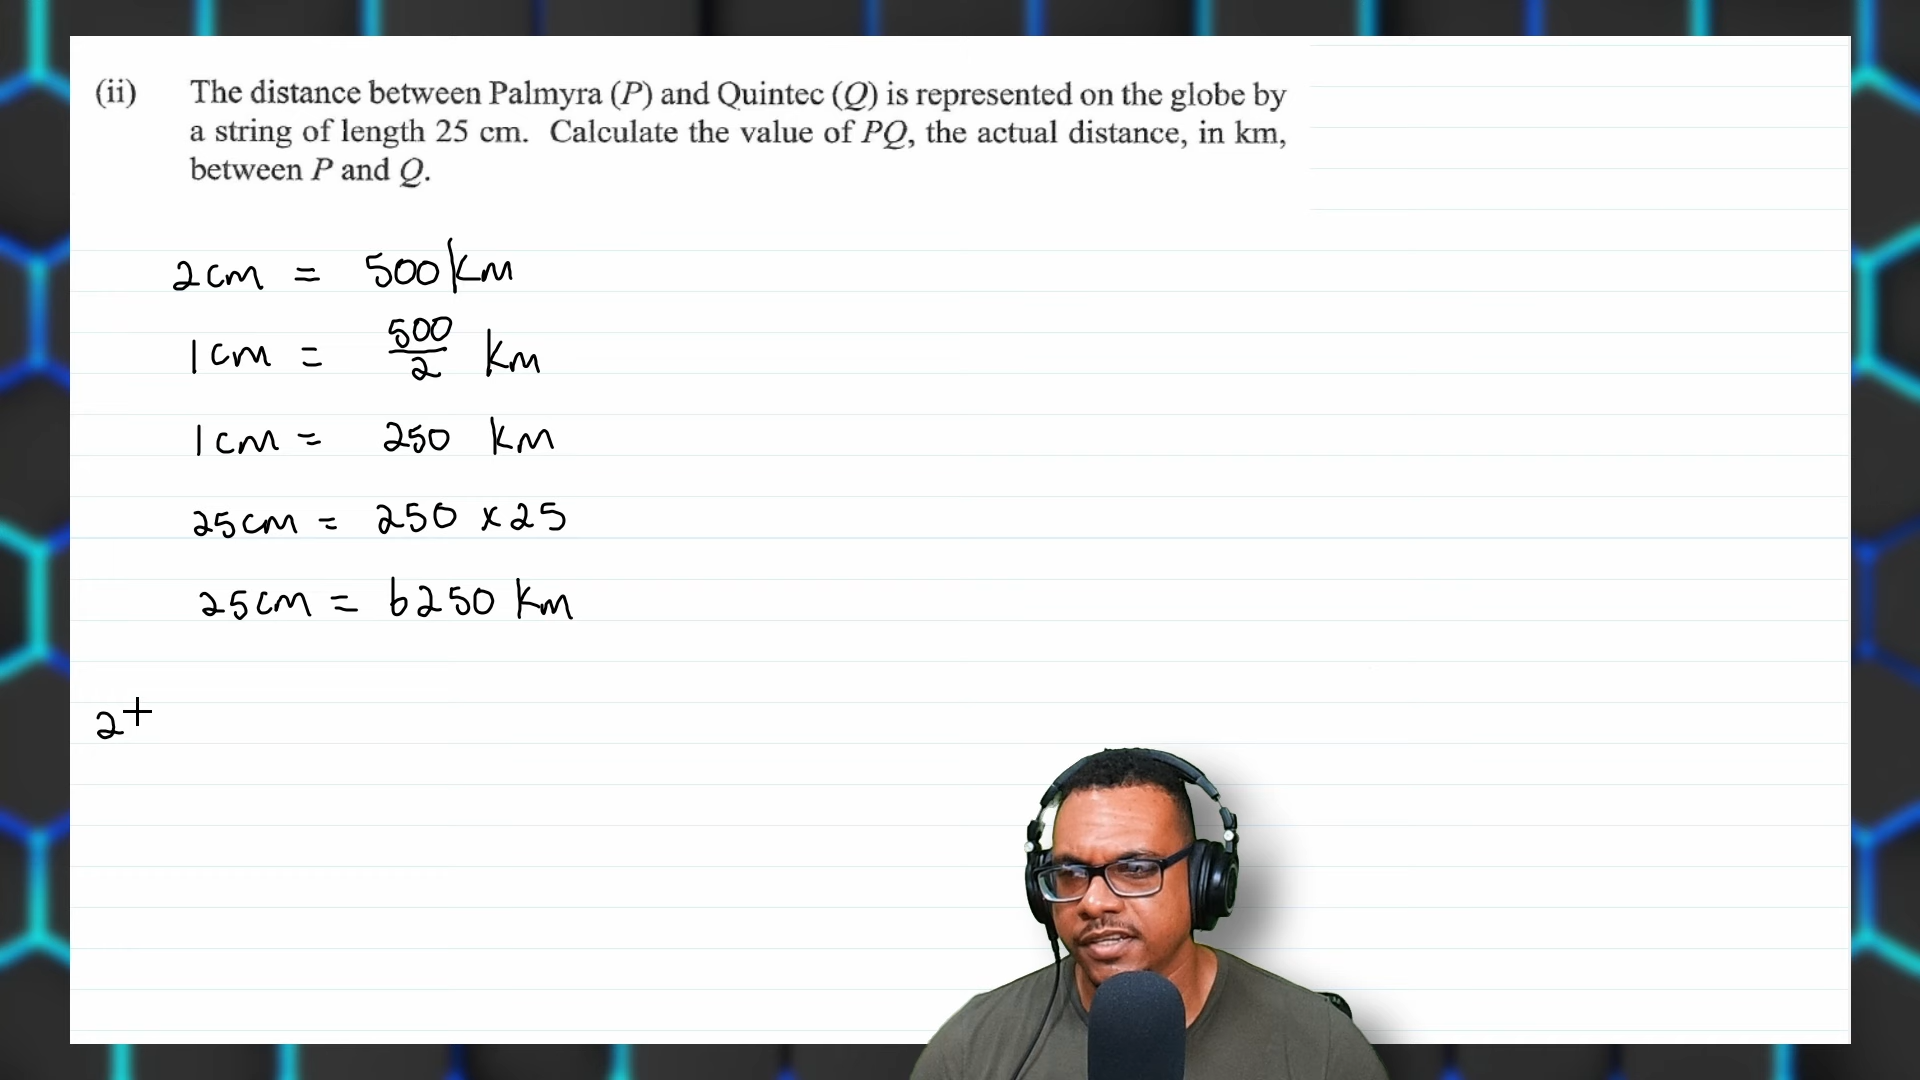 (ii) The distance between Palmyra (P) and Quintec (Q) is represented on the globe by
a string of length 25 cm. Calculate the value of PQ, the actual distance, in km,
between P and Q.
2cm = 500 km
1cm = 500/2 km
1cm = 250 km
25cm = 250 x 25
25cm = 6250 km
2